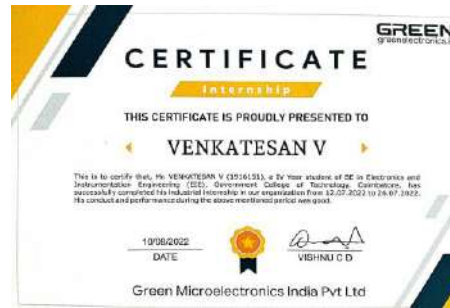 GREEN
greenelectronics.i
CERTIFICATE
Internship
THIS CERTIFICATE IS PROUDLY PRESENTED TO
VENKATESAN V
This is to certify that, Mr VENKATESAN V (1916151), a IV Year student of BE in Electronics and
Instrumentation Engineering (EIE), Government College of Technology, Coimbatore, has
successfully completed his Industrial internship in our organization from 12.07.2022 to 26.07.2022.
His conduct and performance during the above mentioned period was good.
10/08/2022
DATE
VISHNU C D
Green Microelectronics India Pvt Ltd